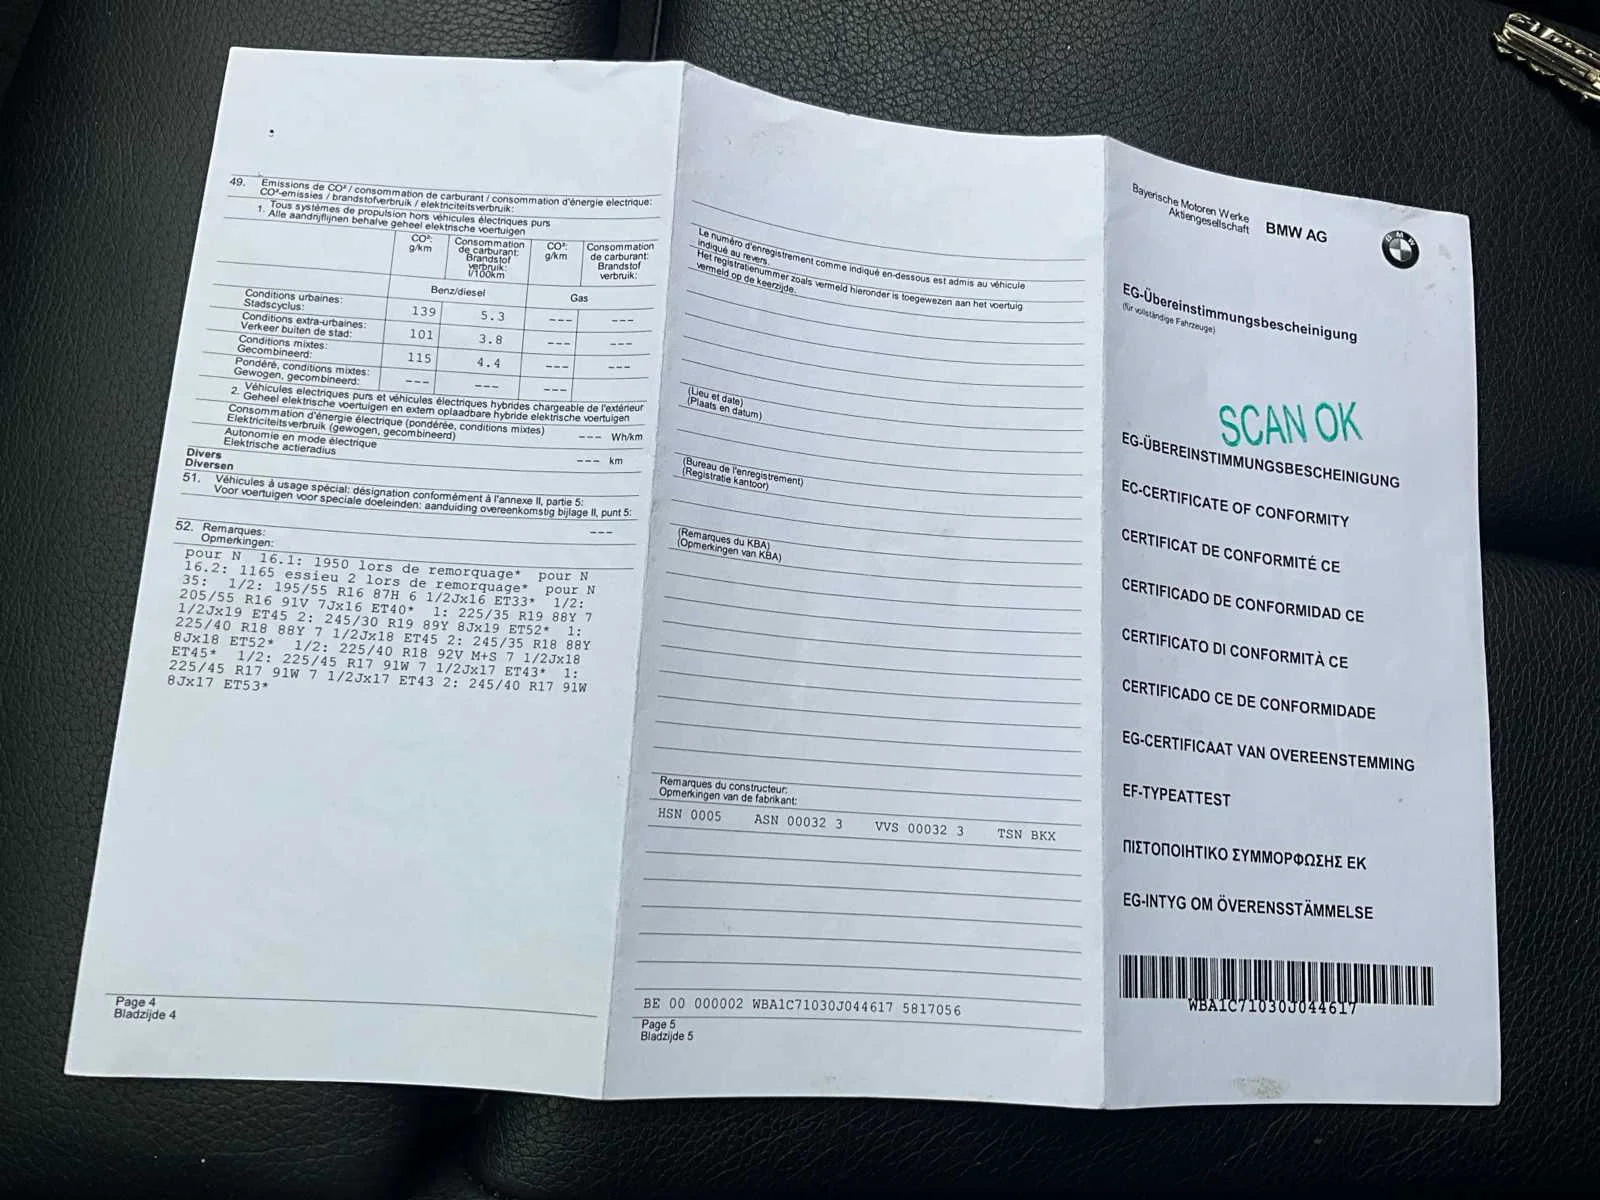 49. Emissions de CO² / consommation de carburant / consommation d'énergie electrique:
CO²-emissies / brandstofverbruik / elektriciteitsverbruik:
1. Tous systèmes de propulsion hors véhicules électriques purs
Alle aandrijflijnen behalve geheel elektrische voertuigen
CO²: g/km
Consommation de carburant: Brandstof verbruik: l/100km
CO²: g/km
Consommation de carburant: Brandstof verbruik:
Benz/diesel
Gas
Conditions urbaines:
Stadscyclus:
139 5.3 --- ---
Conditions extra-urbaines:
Verkeer buiten de stad:
101 3.8 --- ---
Conditions mixtes:
Gecombineerd:
115 4.4 --- ---
Pondéré, conditions mixtes:
Gewogen, gecombineerd:
--- --- ---
2. Véhicules electriques purs et véhicules électriques hybrides chargeable de l'extérieur
Geheel elektrische voertuigen en extern oplaadbare hybride elektrische voertuigen
Consommation d'énergie électrique (pondérée, conditions mixtes)
Elektriciteitsverbruik (gewogen, gecombineerd)
--- Wh/km
Autonomie en mode électrique
Elektrische actieradius
--- km
Divers
Diversen
51. Véhicules à usage spécial: désignation conformément à l'annexe II, partie 5:
Voor voertuigen voor speciale doeleinden: aanduiding overeenkomstig bijlage II, punt 5:
---
52. Remarques:
Opmerkingen:
pour N 16.1: 1950 lors de remorquage* pour N
16.2: 1165 essieu 2 lors de remorquage* pour N
35: 1/2: 195/55 R16 87H 6 1/2Jx16 ET33* 1/2:
205/55 R16 91V 7Jx16 ET40* 1: 225/35 R19 88Y 7
1/2Jx19 ET45 2: 245/30 R19 89Y 8Jx19 ET52* 1:
225/40 R18 88Y 7 1/2Jx18 ET45 2: 245/35 R18 88Y
8Jx18 ET52* 1/2: 225/40 R18 92V M+S 7 1/2Jx18
ET45* 1/2: 225/45 R17 91W 7 1/2Jx17 ET43* 1:
225/45 R17 91W 7 1/2Jx17 ET43 2: 245/40 R17 91W
8Jx17 ET53*
Page 4
Bladzijde 4
Le numéro d'enregistrement comme indiqué en-dessous est admis au véhicule
indiqué au revers.
Het registratienummer zoals vermeld hieronder is toegewezen aan het voertuig
vermeld op de keerzijde.
(Lieu et date)
(Plaats en datum)
(Bureau de l'enregistrement)
(Registratie kantoor)
(Remarques du KBA)
(Opmerkingen van KBA)
Remarques du constructeur:
Opmerkingen van de fabrikant:
HSN 0005 ASN 00032 3 VVS 00032 3 TSN BKX
BE 00 000002 WBA1C71030J044617 5817056
Page 5
Bladzijde 5
Bayerische Motoren Werke
Aktiengesellschaft
BMW AG
BMW
EG-Übereinstimmungsbescheinigung
(für vollständige Fahrzeuge)
SCAN OK
EG-ÜBEREINSTIMMUNGSBESCHEINIGUNG
EC-CERTIFICATE OF CONFORMITY
CERTIFICAT DE CONFORMITÉ CE
CERTIFICADO DE CONFORMIDAD CE
CERTIFICATO DI CONFORMITÀ CE
CERTIFICADO CE DE CONFORMIDADE
EG-CERTIFICAAT VAN OVEREENSTEMMING
EF-TYPEATTEST
ΠΙΣΤΟΠΟΙΗΤΙΚΟ ΣΥΜΜΟΡΦΩΣΗΣ ΕΚ
EG-INTYG OM ÖVERENSSTÄMMELSE
WBA1C71030J044617